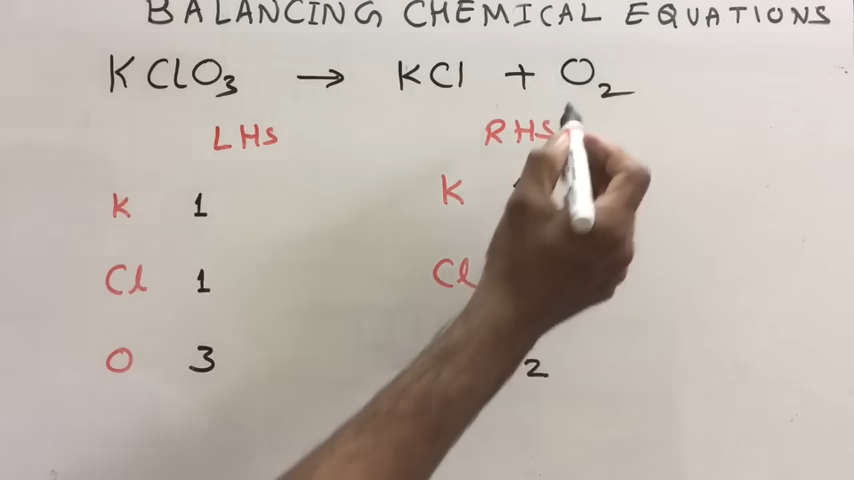 BALANCING CHEMICAL EQUATIONS
KClO3 → KCl + O2
LHS RHS
K 1 K
Cl 1 Cl
O 3 2